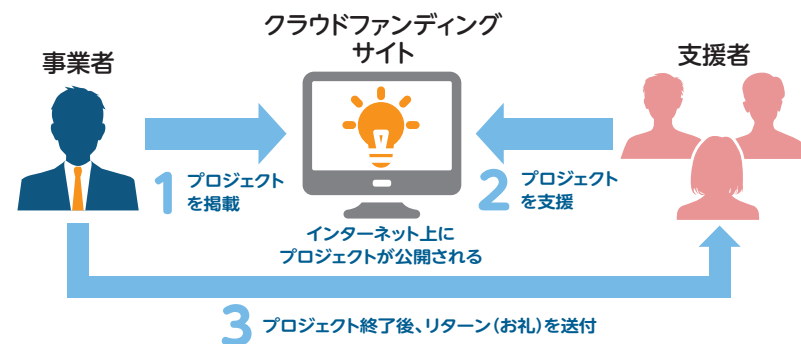 クラウドファンディング
サイト
事業者
支援者
1 プロジェクト
を掲載
2 プロジェクト
を支援
インターネット上に
プロジェクトが公開される
3 プロジェクト終了後、リターン(お礼)を送付